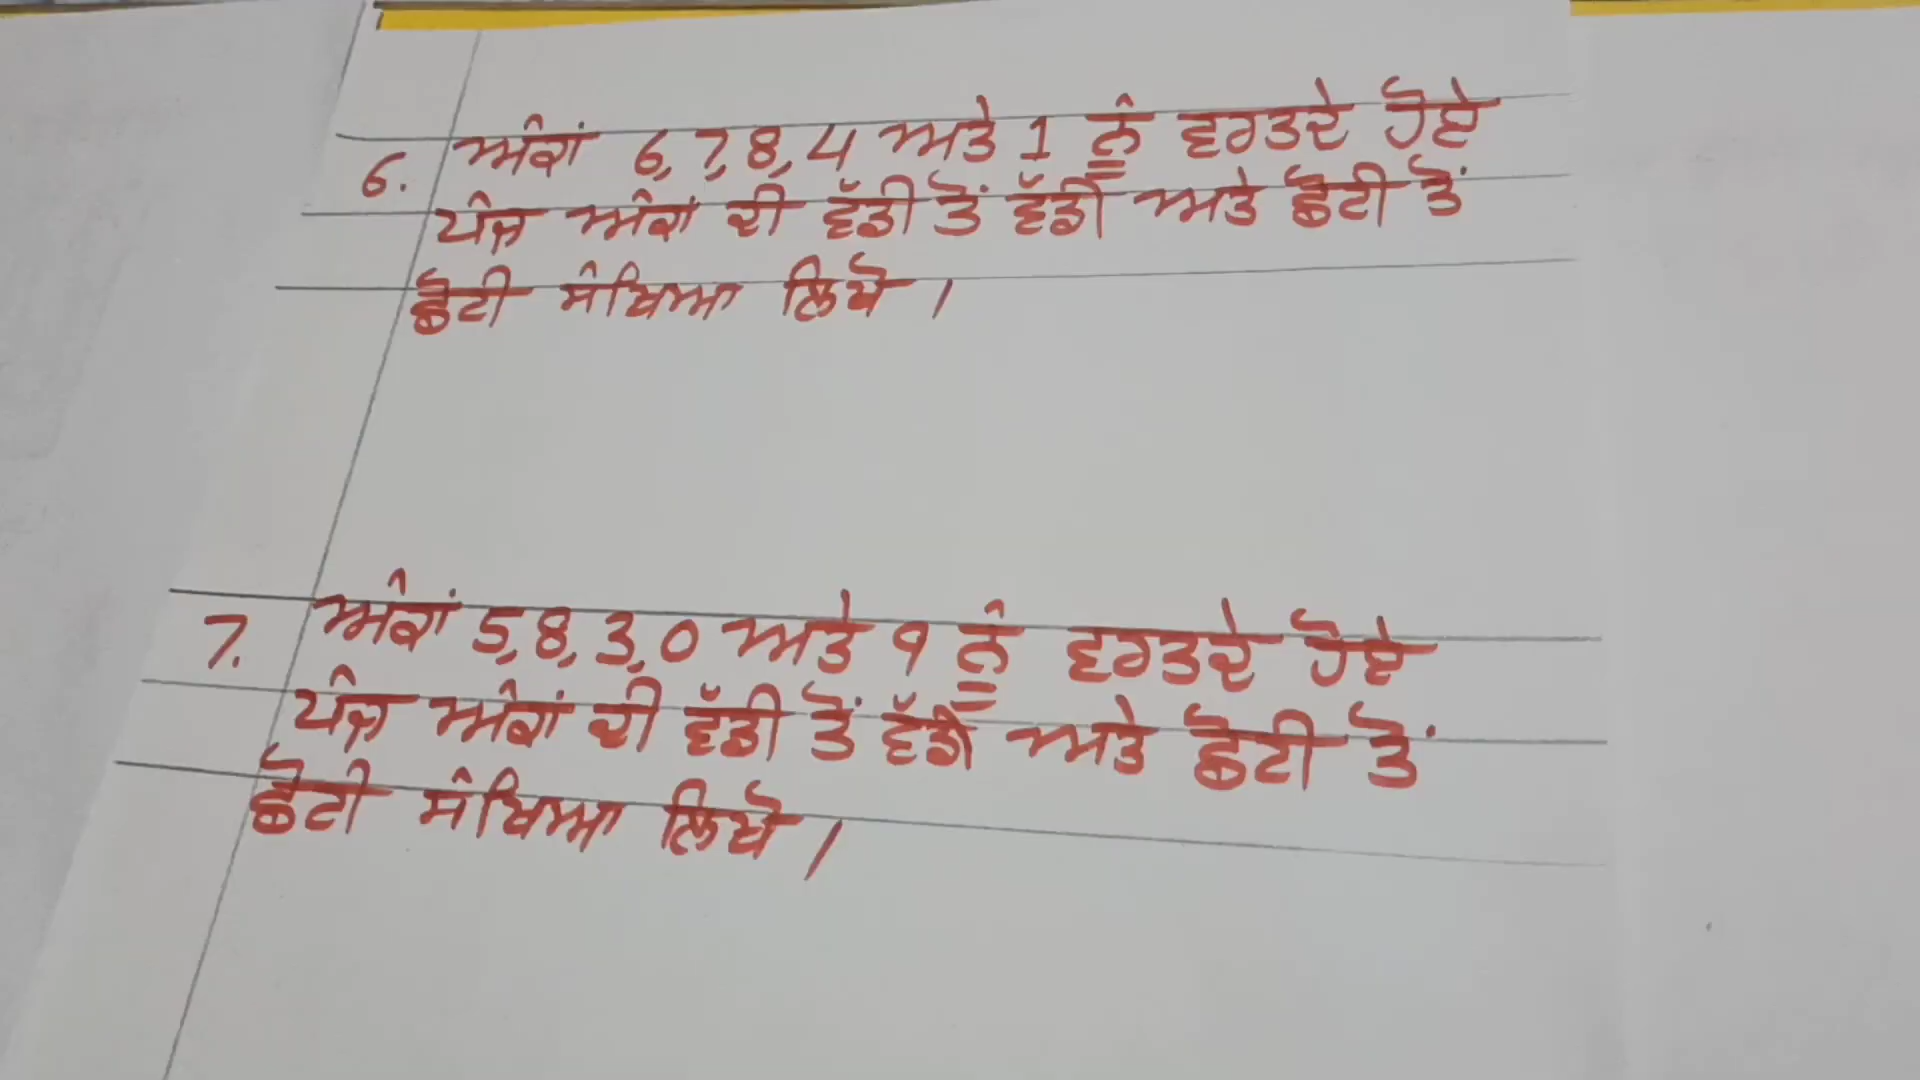 6. ਅੰਕਾਂ 6, 7, 8, 4 ਅਤੇ 1 ਨੂੰ ਵਰਤਦੇ ਹੋਏ
ਪੰਜ ਅੰਕਾਂ ਦੀ ਵੱਡੀ ਤੋਂ ਵੱਡੀ ਅਤੇ ਛੋਟੀ ਤੋਂ
ਛੋਟੀ ਸੰਖਿਆ ਲਿਖੋ ।
7. ਅੰਕਾਂ 5, 8, 3, 0 ਅਤੇ 9 ਨੂੰ ਵਰਤਦੇ ਹੋਏ
ਪੰਜ ਅੰਕਾਂ ਦੀ ਵੱਡੀ ਤੋਂ ਵੱਡੀ ਅਤੇ ਛੋਟੀ ਤੋਂ
ਛੋਟੀ ਸੰਖਿਆ ਲਿਖੋ ।